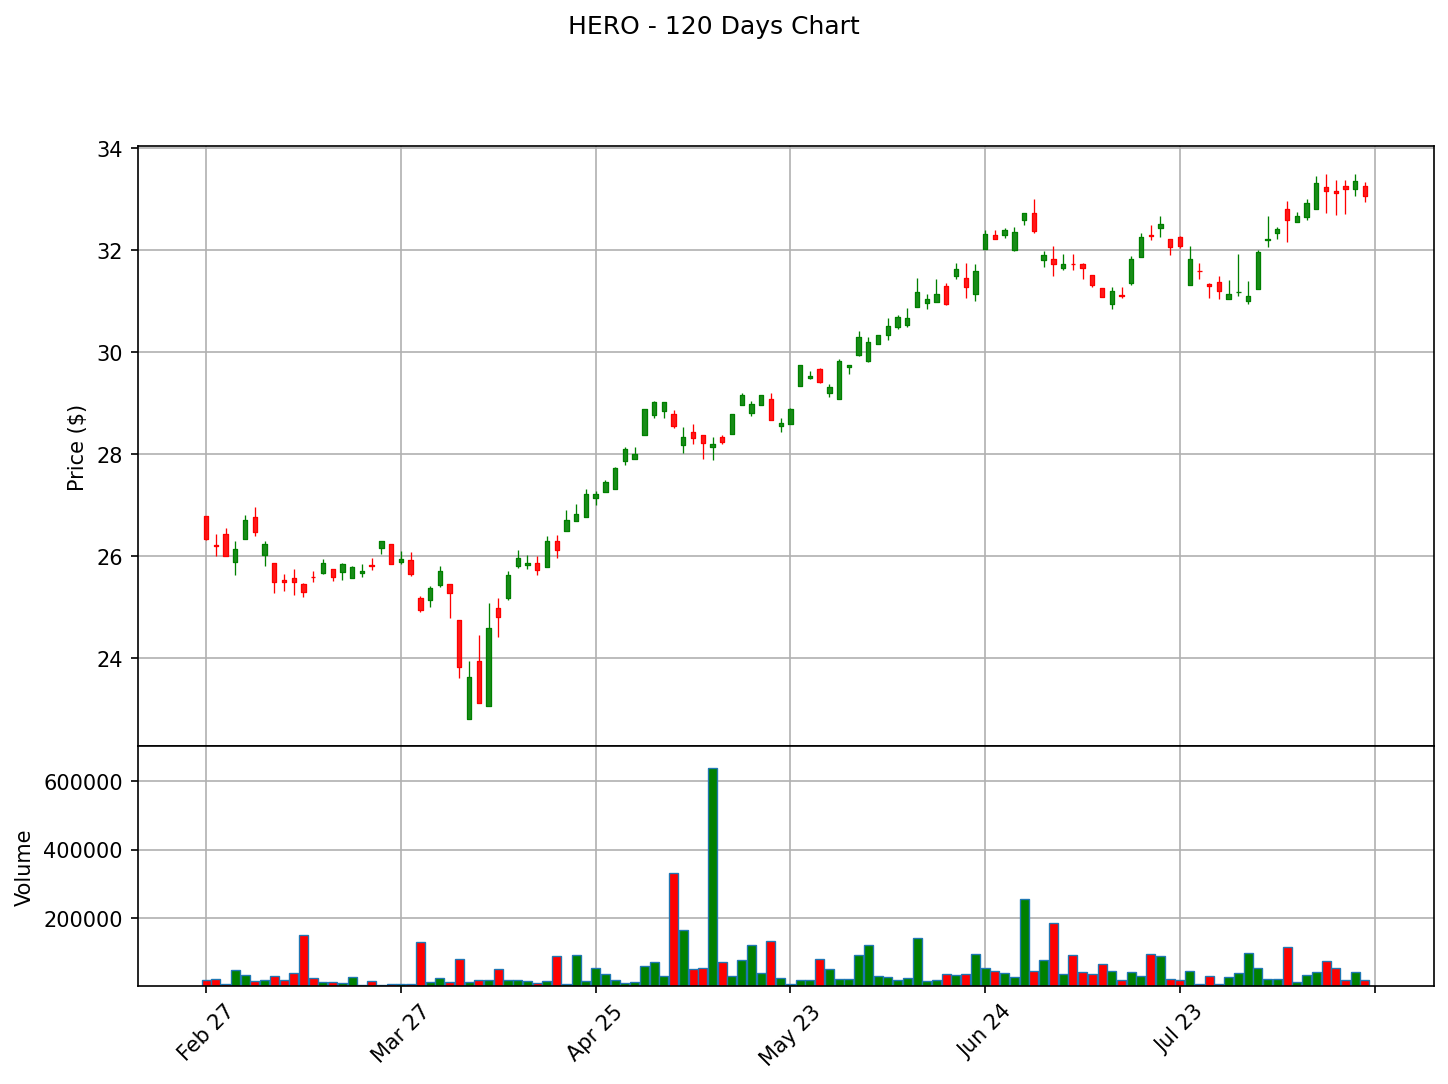 HERO - 120 Days Chart
34
32
30
28
26
24
Price ($)
600000
400000
200000
Volume
Feb 27
Mar 27
Apr 25
May 23
Jun 24
Jul 23